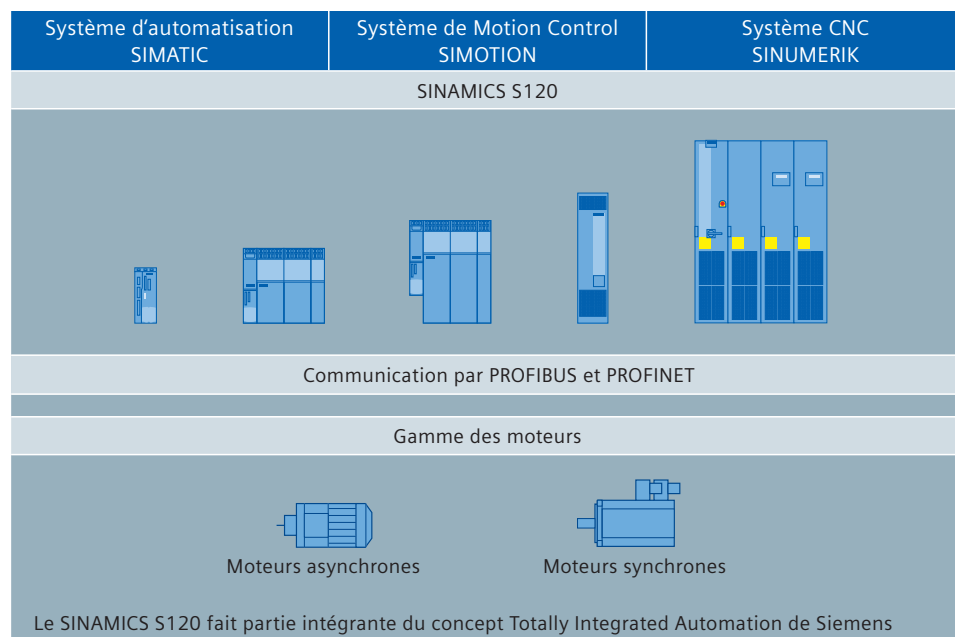 Système d'automatisation
SIMATIC
Système de Motion Control
SIMOTION
Système CNC
SINUMERIK
SINAMICS S120
Communication par PROFIBUS et PROFINET
Gamme des moteurs
Moteurs asynchrones
Moteurs synchrones
Le SINAMICS S120 fait partie intégrante du concept Totally Integrated Automation de Siemens